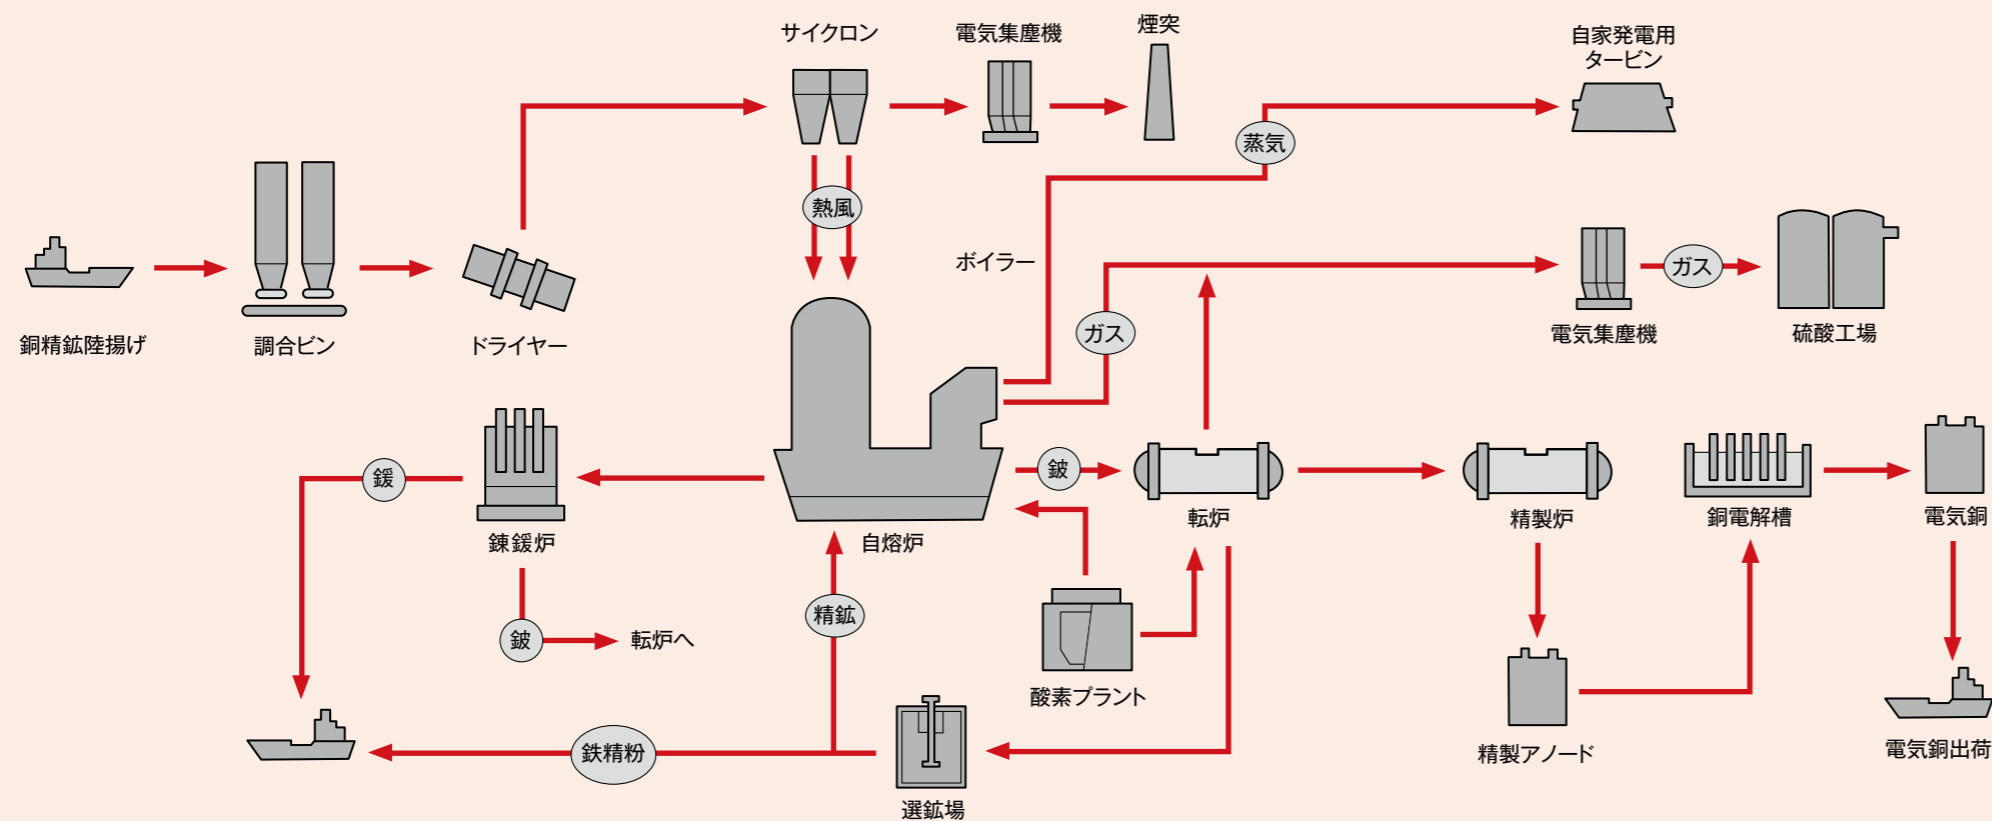 サイクロン
電気集塵機
煙突
自家発電用
タービン
蒸気
熱風
ボイラー
ガス
ガス
銅精鉱陸揚げ
調合ビン
ドライヤー
電気集塵機
硫酸工場
鍰
鈹
錬鍰炉
自熔炉
転炉
精製炉
銅電解槽
電気銅
精鉱
鈹
転炉へ
酸素プラント
鉄精粉
選鉱場
精製アノード
電気銅出荷